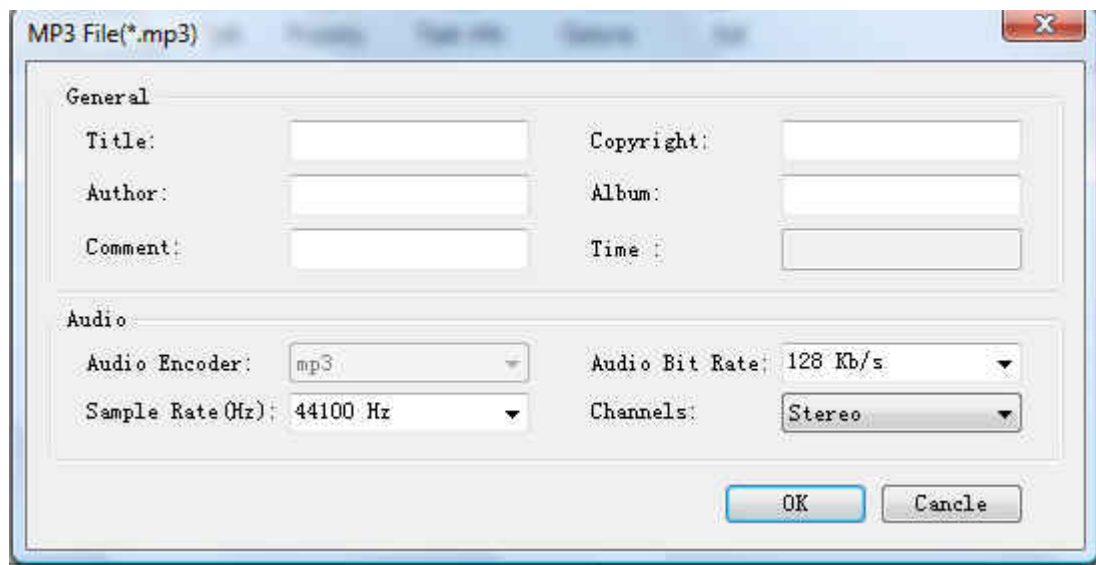 MP3 File(*.mp3)
General
Title:
Copyright:
Author:
Album:
Comment:
Time :
Audio
Audio Encoder: mp3
Audio Bit Rate: 128 Kb/s
Sample Rate(Hz): 44100 Hz
Channels: Stereo
OK
Cancle